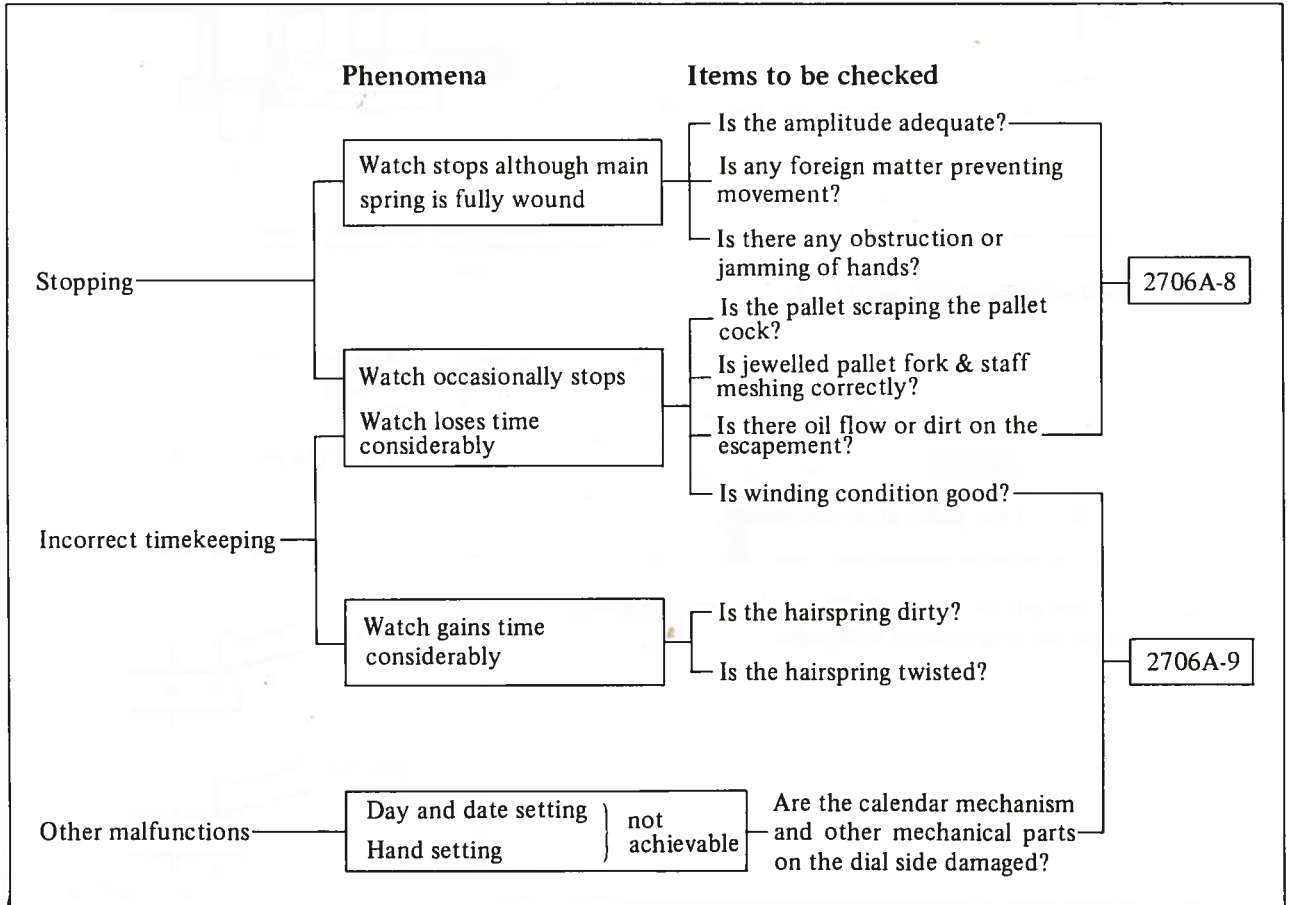 Phenomena
Items to be checked
Stopping
Watch stops although main
spring is fully wound
Is the amplitude adequate?
Is any foreign matter preventing
movement?
Is there any obstruction or
jamming of hands?
2706A-8
Watch occasionally stops
Watch loses time
considerably
Is the pallet scraping the pallet
cock?
Is jewelled pallet fork & staff
meshing correctly?
Is there oil flow or dirt on the
escapement?
Is winding condition good?
Incorrect timekeeping
Watch gains time
considerably
Is the hairspring dirty?
Is the hairspring twisted?
2706A-9
Other malfunctions
Day and date setting
Hand setting
not
achievable
Are the calendar mechanism
and other mechanical parts
on the dial side damaged?